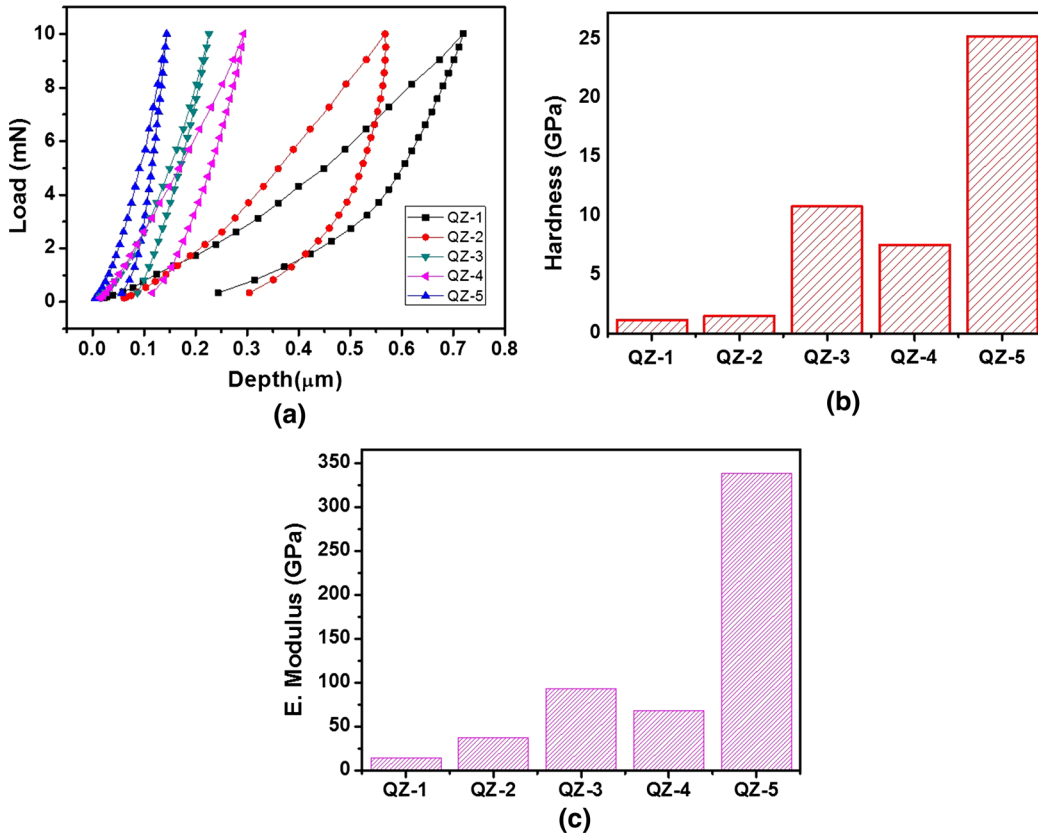 10
8
6
4
2
0
Load (mN)
0.0 0.1 0.2 0.3 0.4 0.5 0.6 0.7 0.8
Depth(μm)
QZ-1
QZ-2
QZ-3
QZ-4
QZ-5
(a)
25
20
15
10
5
0
Hardness (GPa)
QZ-1 QZ-2 QZ-3 QZ-4 QZ-5
(b)
350
300
250
200
150
100
50
0
E. Modulus (GPa)
QZ-1 QZ-2 QZ-3 QZ-4 QZ-5
(c)